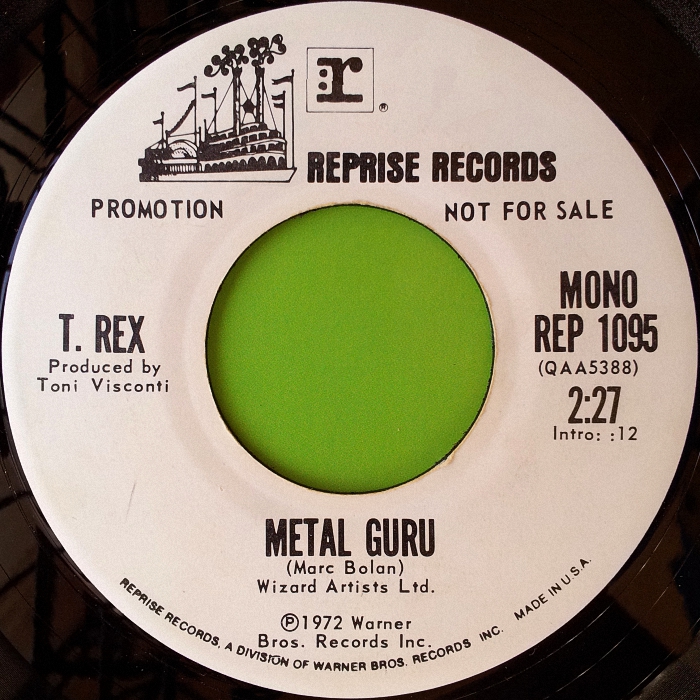 r
®
REPRISE RECORDS
PROMOTION
NOT FOR SALE
T. REX
Produced by
Toni Visconti
MONO
REP 1095
(QAA5388)
2:27
Intro: :12
METAL GURU
(Marc Bolan)
Wizard Artists Ltd.
℗1972 Warner
Bros. Records Inc.
REPRISE RECORDS, A DIVISION OF WARNER BROS. RECORDS INC. MADE IN U.S.A.